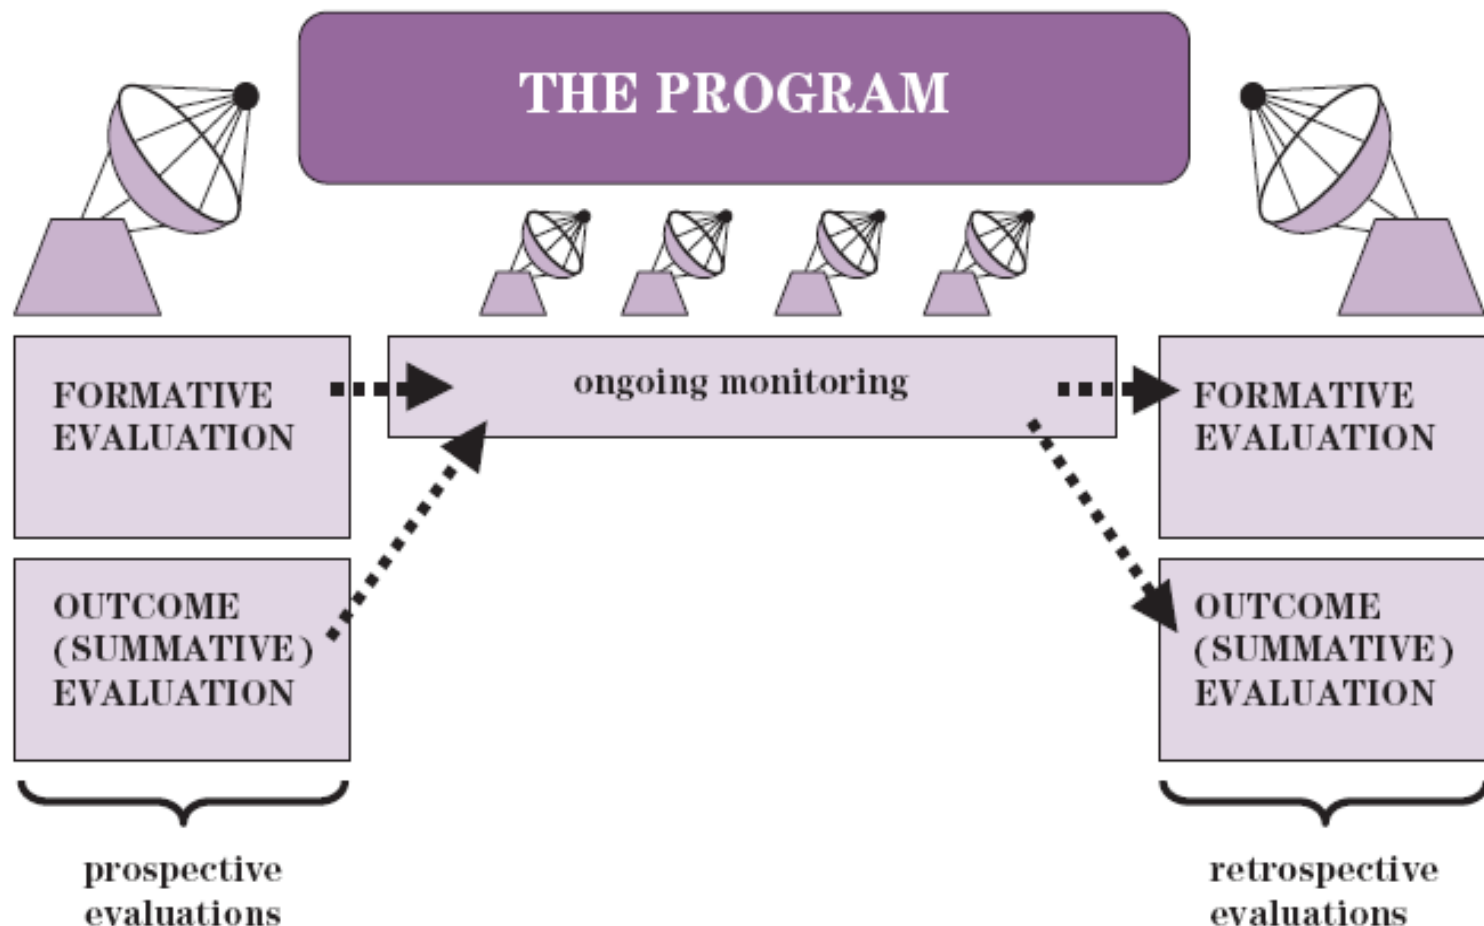 THE PROGRAM
FORMATIVE
EVALUATION
ongoing monitoring
FORMATIVE
EVALUATION
OUTCOME
(SUMMATIVE)
EVALUATION
OUTCOME
(SUMMATIVE)
EVALUATION
prospective
evaluations
retrospective
evaluations